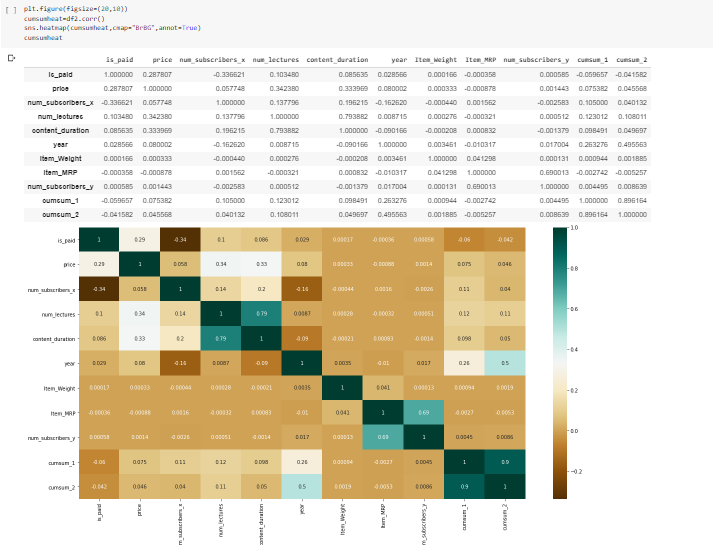 [ ] plt.figure(figsize=(20,10))
cumsumheat=df2.corr()
sns.heatmap(cumsumheat,cmap="BrBG",annot=True)
cumsumheat
is_paid price num_subscribers_x num_lectures content_duration year Item_Weight Item_MRP num_subscribers_y cumsum_1 cumsum_2
is_paid 1.000000 0.287807 -0.336621 0.103480 0.085635 0.028566 0.000166 -0.000358 0.000585 -0.059657 -0.041582
price 0.287807 1.000000 0.057748 0.342380 0.333969 0.080002 0.000333 -0.000878 0.001443 0.075382 0.045568
num_subscribers_x -0.336621 0.057748 1.000000 0.137796 0.196215 -0.162620 -0.000440 0.001562 -0.002583 0.105000 0.040132
num_lectures 0.103480 0.342380 0.137796 1.000000 0.793882 0.008715 0.000276 -0.000321 0.000512 0.123012 0.108011
content_duration 0.085635 0.333969 0.196215 0.793882 1.000000 -0.090166 -0.000208 0.000832 -0.001379 0.098491 0.049697
year 0.028566 0.080002 -0.162620 0.008715 -0.090166 1.000000 0.003461 -0.010317 0.017004 0.263276 0.495563
Item_Weight 0.000166 0.000333 -0.000440 0.000276 -0.000208 0.003461 1.000000 0.041298 0.000131 0.000944 0.001885
Item_MRP -0.000358 -0.000878 0.001562 -0.000321 0.000832 -0.010317 0.041298 1.000000 0.690013 -0.002742 -0.005257
num_subscribers_y 0.000585 0.001443 -0.002583 0.000512 -0.001379 0.017004 0.000131 0.690013 1.000000 0.004495 0.008639
cumsum_1 -0.059657 0.075382 0.105000 0.123012 0.098491 0.263276 0.000944 -0.002742 0.004495 1.000000 0.896164
cumsum_2 -0.041582 0.045568 0.040132 0.108011 0.049697 0.495563 0.001885 -0.005257 0.008639 0.896164 1.000000
is_paid 1 0.29 -0.34 0.1 0.086 0.029 0.00017 -0.00036 0.00058 -0.06 -0.042
price 0.29 1 0.058 0.34 0.33 0.08 0.00033 -0.00088 0.0014 0.075 0.046
num_subscribers_x -0.34 0.058 1 0.14 0.2 -0.16 -0.00044 0.0016 -0.0026 0.11 0.04
num_lectures 0.1 0.34 0.14 1 0.79 0.0087 0.00028 -0.00032 0.00051 0.12 0.11
content_duration 0.086 0.33 0.2 0.79 1 -0.09 -0.00021 0.00083 -0.0014 0.098 0.05
year 0.029 0.08 -0.16 0.0087 -0.09 1 0.0035 -0.01 0.017 0.26 0.5
Item_Weight 0.00017 0.00033 -0.00044 0.00028 -0.00021 0.0035 1 0.041 0.00013 0.00094 0.0019
Item_MRP -0.00036 -0.00088 0.0016 -0.00032 0.00083 -0.01 0.041 1 0.69 -0.0027 -0.0053
num_subscribers_y 0.00058 0.0014 -0.0026 0.00051 -0.0014 0.017 0.00013 0.69 1 0.0045 0.0086
cumsum_1 -0.06 0.075 0.11 0.12 0.098 0.26 0.00094 -0.0027 0.0045 1 0.9
cumsum_2 -0.042 0.046 0.04 0.11 0.05 0.5 0.0019 -0.0053 0.0086 0.9 1
is_paid price m_subscribers_x num_lectures content_duration year Item_Weight Item_MRP m_subscribers_y cumsum_1 cumsum_2
1.0
0.8
0.6
0.4
0.2
0.0
-0.2